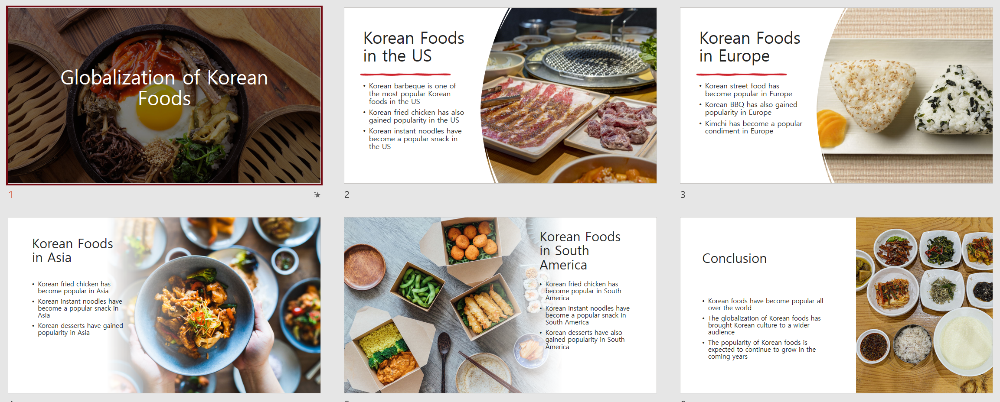 Globalization of Korean
Foods
1
Korean Foods
in the US
• Korean barbeque is one of
the most popular Korean
foods in the US
• Korean fried chicken has also
gained popularity in the US
• Korean instant noodles have
become a popular snack in
the US
2
Korean Foods
in Europe
• Korean street food has
become popular in Europe
• Korean BBQ has also gained
popularity in Europe
• Kimchi has become a popular
condiment in Europe
3
Korean Foods
in Asia
• Korean fried chicken has
become popular in Asia
• Korean instant noodles have
become a popular snack in
Asia
• Korean desserts have gained
popularity in Asia
Korean Foods
in South
America
• Korean fried chicken has
become popular in South
America
• Korean instant noodles have
become a popular snack in
South America
• Korean desserts have also
gained popularity in South
America
Conclusion
• Korean foods have become popular all
over the world
• The globalization of Korean foods has
brought Korean culture to a wider
audience
• The popularity of Korean foods is
expected to continue to grow in the
coming years